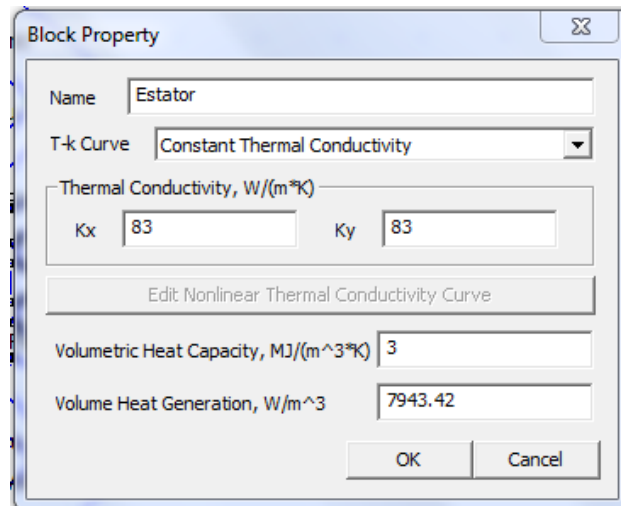 Block Property
Name Estator
T-k Curve Constant Thermal Conductivity
Thermal Conductivity, W/(m*K)
Kx 83 Ky 83
Edit Nonlinear Thermal Conductivity Curve
Volumetric Heat Capacity, MJ/(m^3*K) 3
Volume Heat Generation, W/m^3 7943.42
OK Cancel